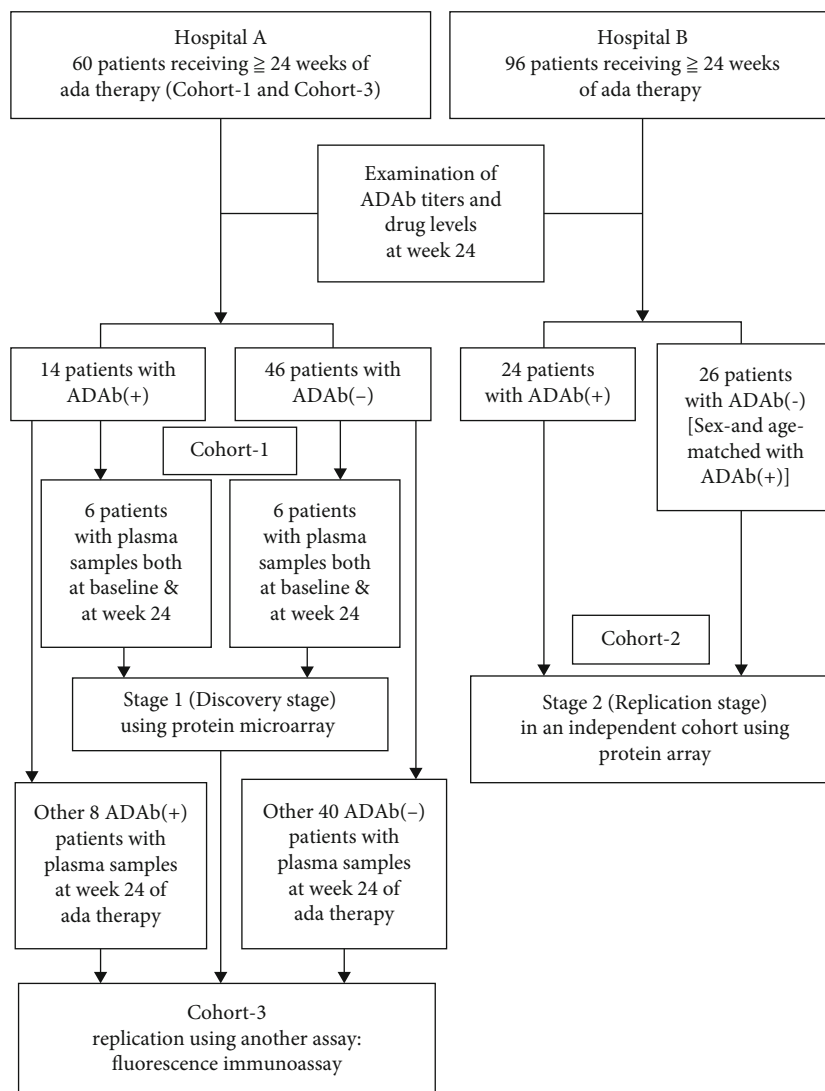 Hospital A
60 patients receiving ≧ 24 weeks of
ada therapy (Cohort-1 and Cohort-3)
Hospital B
96 patients receiving ≧ 24 weeks
of ada therapy
Examination of
ADAb titers and
drug levels
at week 24
14 patients with
ADAb(+)
46 patients with
ADAb(–)
24 patients
with ADAb(+)
26 patients
with ADAb(-)
[Sex-and age-
matched with
ADAb(+)]
Cohort-1
6 patients
with plasma
samples both
at baseline &
at week 24
6 patients
with plasma
samples both
at baseline &
at week 24
Cohort-2
Stage 1 (Discovery stage)
using protein microarray
Stage 2 (Replication stage)
in an independent cohort using
protein array
Other 8 ADAb(+)
patients with
plasma samples
at week 24 of
ada therapy
Other 40 ADAb(–)
patients with
plasma samples
at week 24 of
ada therapy
Cohort-3
replication using another assay:
fluorescence immunoassay